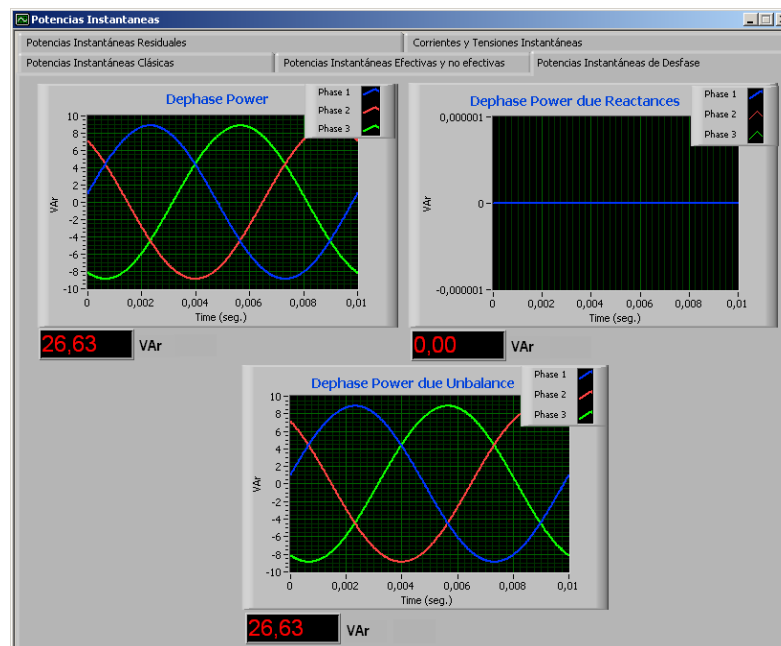 Potencias Instantaneas
Potencias Instantáneas Residuales
Corrientes y Tensiones Instantáneas
Potencias Instantáneas Clásicas
Potencias Instantáneas Efectivas y no efectivas
Potencias Instantáneas de Desfase
Dephase Power
Phase 1
Phase 2
Phase 3
VAr
10
8
6
4
2
0
-2
-4
-6
-8
-10
0 0,002 0,004 0,006 0,008 0,01
Time (seg.)
26,63 VAr
Dephase Power due Reactances
Phase 1
Phase 2
Phase 3
VAr
0,000001
0
-0,000001
0 0,002 0,004 0,006 0,008 0,01
Time (seg.)
0,00 VAr
Dephase Power due Unbalance
Phase 1
Phase 2
Phase 3
VAr
10
8
6
4
2
0
-2
-4
-6
-8
-10
0 0,002 0,004 0,006 0,008 0,01
Time (seg.)
26,63 VAr